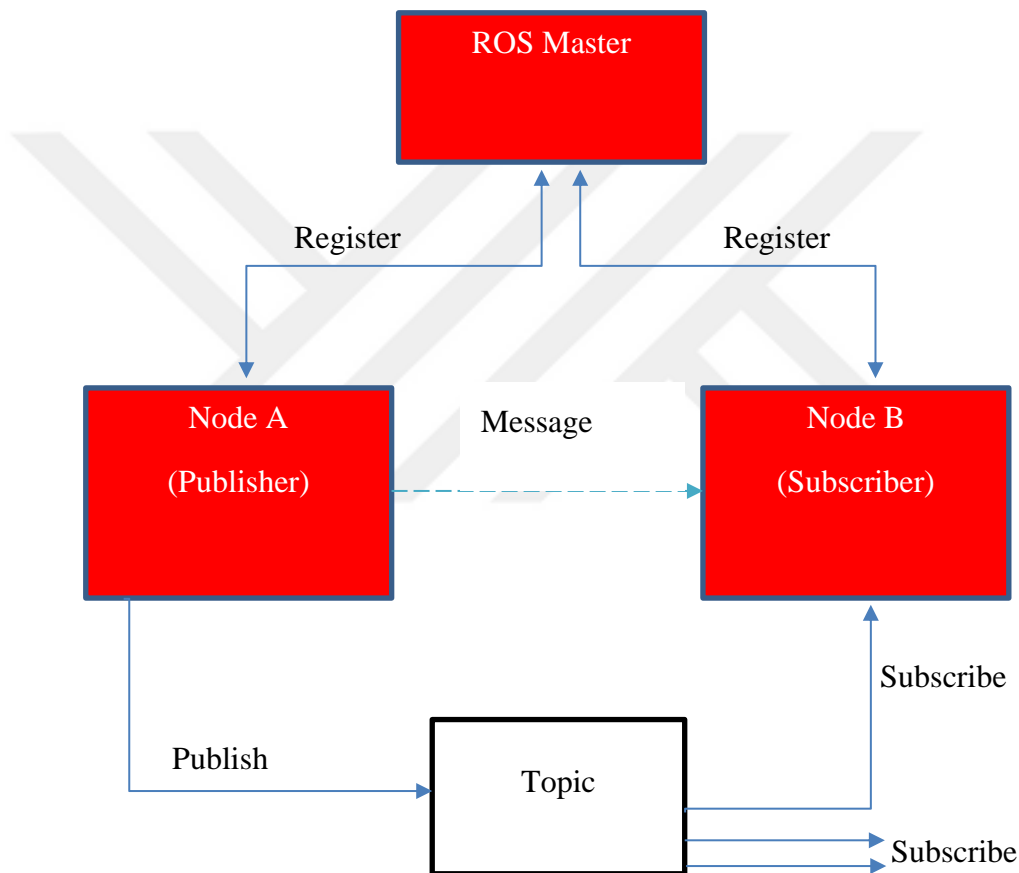 ROS Master
Register
Register
Node A
(Publisher)
Message
Node B
(Subscriber)
Subscribe
Publish
Topic
Subscribe